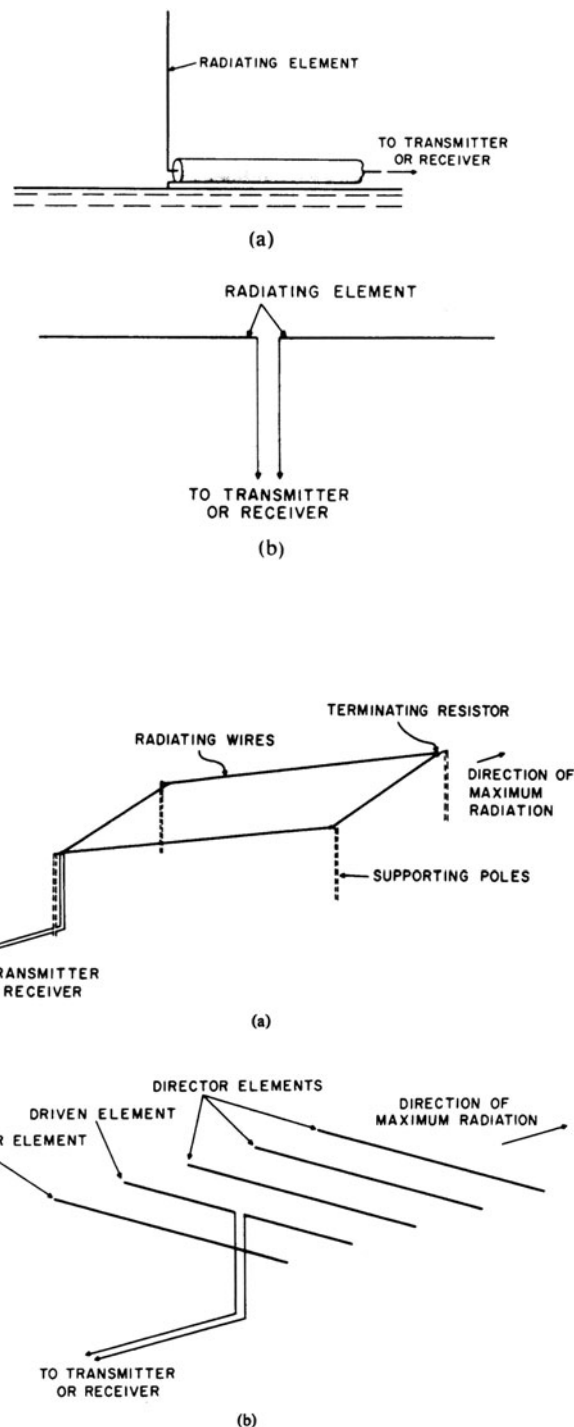 RADIATING ELEMENT
TO TRANSMITTER
OR RECEIVER
(a)
RADIATING ELEMENT
TO TRANSMITTER
OR RECEIVER
(b)
TERMINATING RESISTOR
RADIATING WIRES
DIRECTION OF
MAXIMUM
RADIATION
SUPPORTING POLES
RANSMITTER
RECEIVER
(a)
DIRECTOR ELEMENTS
DIRECTION OF
MAXIMUM RADIATION
DRIVEN ELEMENT
R ELEMENT
TO TRANSMITTER
OR RECEIVER
(b)